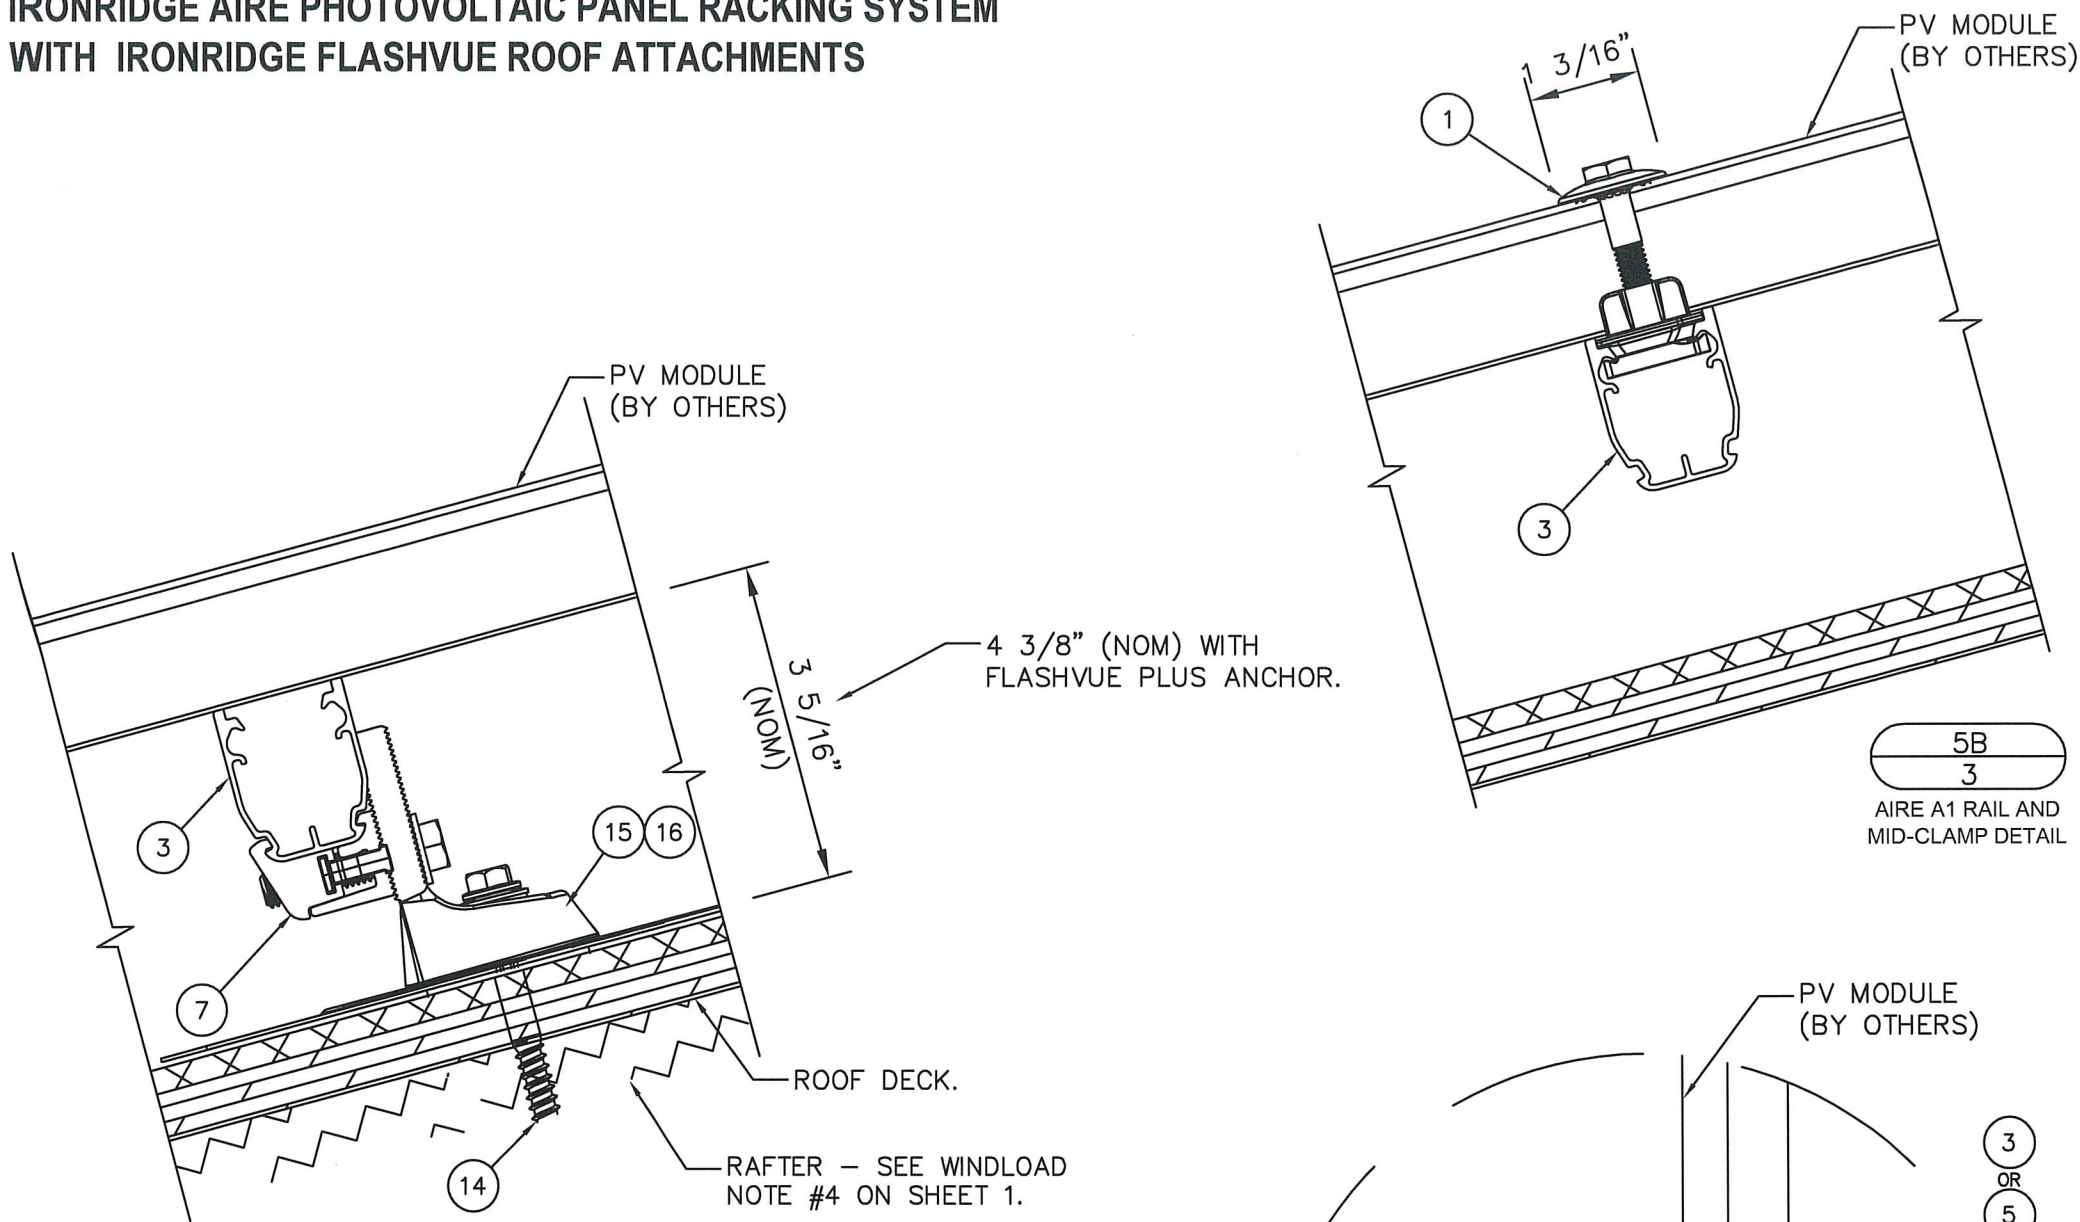 IRONRIDGE AIRE PHOTOVOLTAIC PANEL RACKING SYSTEM
WITH IRONRIDGE FLASHVUE ROOF ATTACHMENTS
PV MODULE
(BY OTHERS)
1 3/16”
1
3
5B
3
AIRE A1 RAIL AND
MID-CLAMP DETAIL
PV MODULE
(BY OTHERS)
4 3/8” (NOM) WITH
FLASHVUE PLUS ANCHOR.
3 5/16”
(NOM)
3
15 16
7
ROOF DECK.
RAFTER – SEE WINDLOAD
NOTE #4 ON SHEET 1.
14
PV MODULE
(BY OTHERS)
3
OR
5